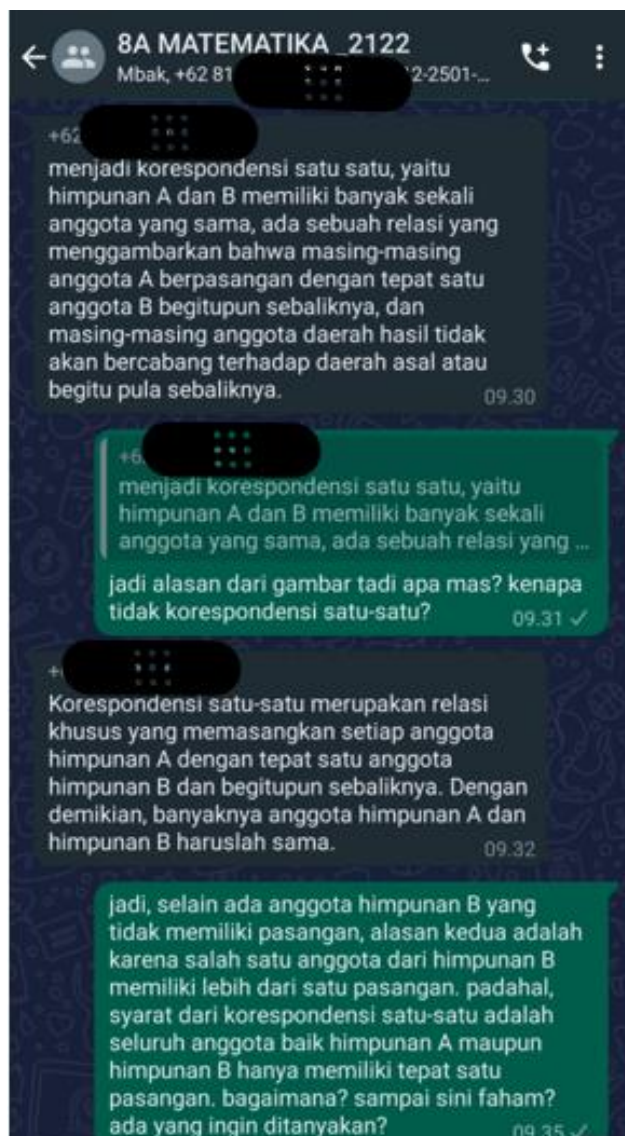 8A MATEMATIKA _2122
Mbak, +62 81 2-2501-...
+62
menjadi korespondensi satu satu, yaitu
himpunan A dan B memiliki banyak sekali
anggota yang sama, ada sebuah relasi yang
menggambarkan bahwa masing-masing
anggota A berpasangan dengan tepat satu
anggota B begitupun sebaliknya, dan
masing-masing anggota daerah hasil tidak
akan bercabang terhadap daerah asal atau
begitu pula sebaliknya.
09.30
+6
menjadi korespondensi satu satu, yaitu
himpunan A dan B memiliki banyak sekali
anggota yang sama, ada sebuah relasi yang ...
jadi alasan dari gambar tadi apa mas? kenapa
tidak korespondensi satu-satu?
09.31
+
Korespondensi satu-satu merupakan relasi
khusus yang memasangkan setiap anggota
himpunan A dengan tepat satu anggota
himpunan B dan begitupun sebaliknya. Dengan
demikian, banyaknya anggota himpunan A dan
himpunan B haruslah sama.
09.32
jadi, selain ada anggota himpunan B yang
tidak memiliki pasangan, alasan kedua adalah
karena salah satu anggota dari himpunan B
memiliki lebih dari satu pasangan. padahal,
syarat dari korespondensi satu-satu adalah
seluruh anggota baik himpunan A maupun
himpunan B hanya memiliki tepat satu
pasangan. bagaimana? sampai sini faham?
ada yang ingin ditanyakan?
09.35